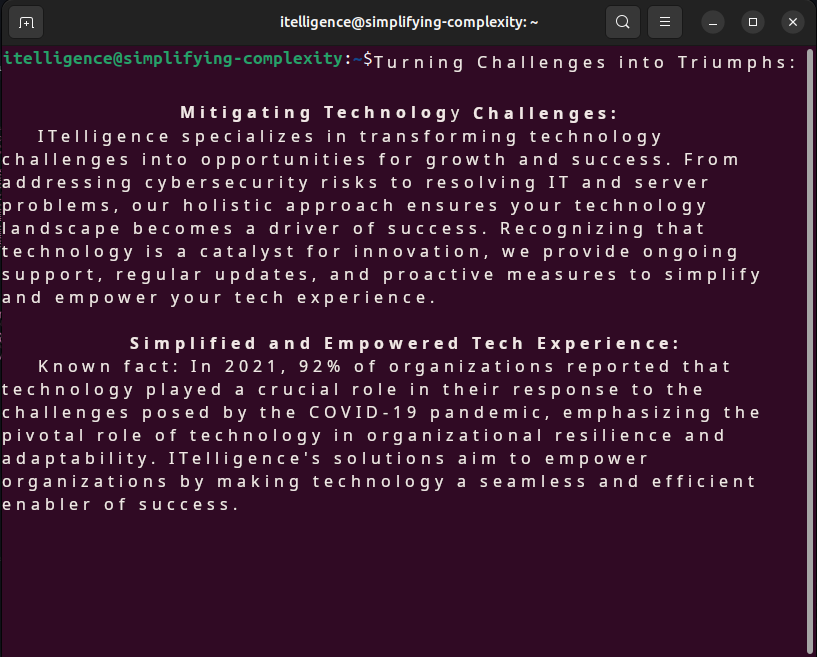 itelligence@simplifying-complexity: ~
itelligence@simplifying-complexity:~$Turning Challenges into Triumphs:
Mitigating Technology Challenges:
ITelligence specializes in transforming technology
challenges into opportunities for growth and success. From
addressing cybersecurity risks to resolving IT and server
problems, our holistic approach ensures your technology
landscape becomes a driver of success. Recognizing that
technology is a catalyst for innovation, we provide ongoing
support, regular updates, and proactive measures to simplify
and empower your tech experience.
Simplified and Empowered Tech Experience:
Known fact: In 2021, 92% of organizations reported that
technology played a crucial role in their response to the
challenges posed by the COVID-19 pandemic, emphasizing the
pivotal role of technology in organizational resilience and
adaptability. ITelligence's solutions aim to empower
organizations by making technology a seamless and efficient
enabler of success.